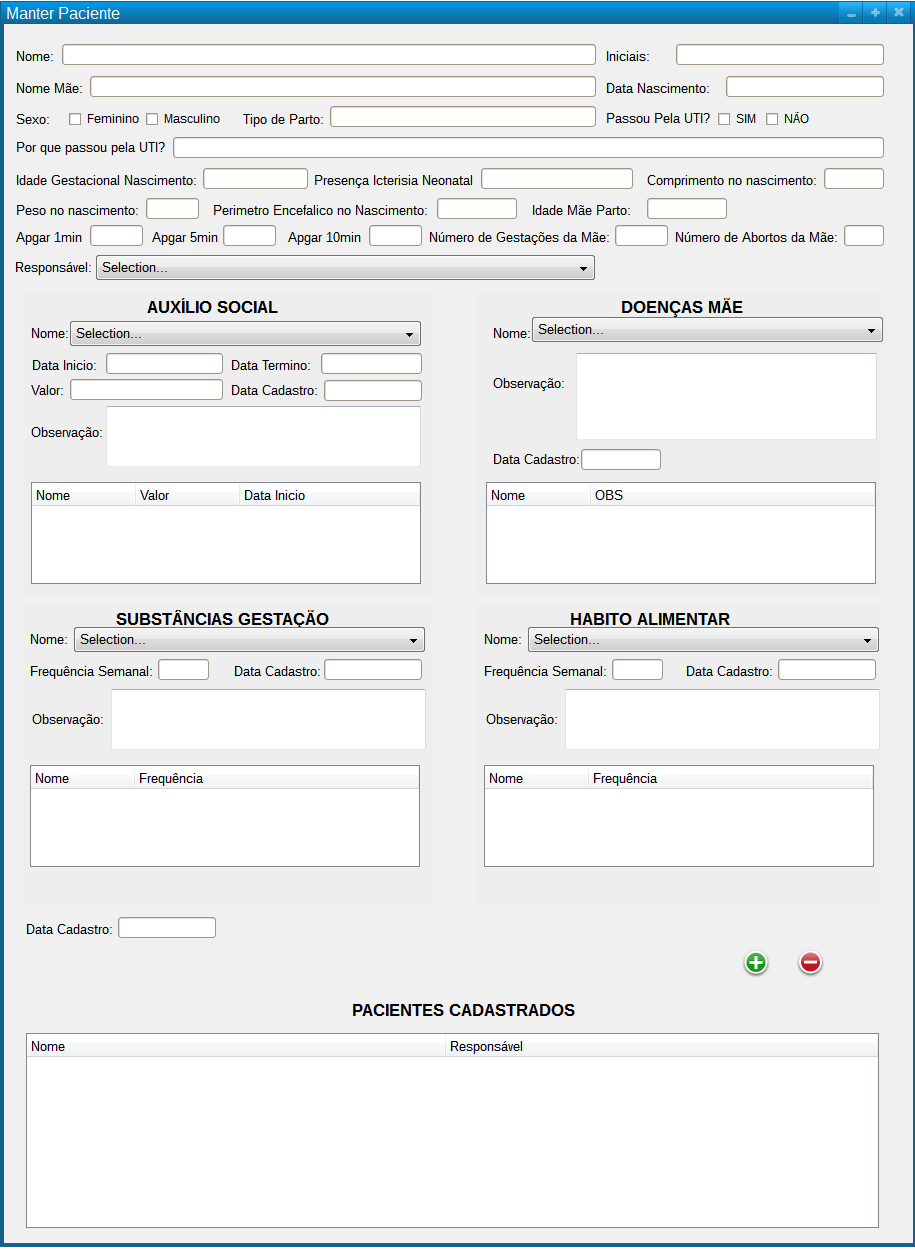 Manter Paciente
Nome: Iniciais:
Nome Mãe: Data Nascimento:
Sexo: Feminino Masculino Tipo de Parto: Passou Pela UTI? SIM NÃO
Por que passou pela UTI?
Idade Gestacional Nascimento: Presença Icterisia Neonatal Comprimento no nascimento:
Peso no nascimento: Perimetro Encefalico no Nascimento: Idade Mãe Parto:
Apgar 1min Apgar 5min Apgar 10min Número de Gestações da Mãe: Número de Abortos da Mãe:
Responsável: Selection...
AUXÍLIO SOCIAL
Nome: Selection...
Data Inicio: Data Termino:
Valor: Data Cadastro:
Observação:
Nome Valor Data Inicio
DOENÇAS MÃE
Nome: Selection...
Observação:
Data Cadastro:
Nome OBS
SUBSTÂNCIAS GESTAÇÃO
Nome: Selection...
Frequência Semanal: Data Cadastro:
Observação:
Nome Frequência
HABITO ALIMENTAR
Nome: Selection...
Frequência Semanal: Data Cadastro:
Observação:
Nome Frequência
Data Cadastro:
PACIENTES CADASTRADOS
Nome Responsável